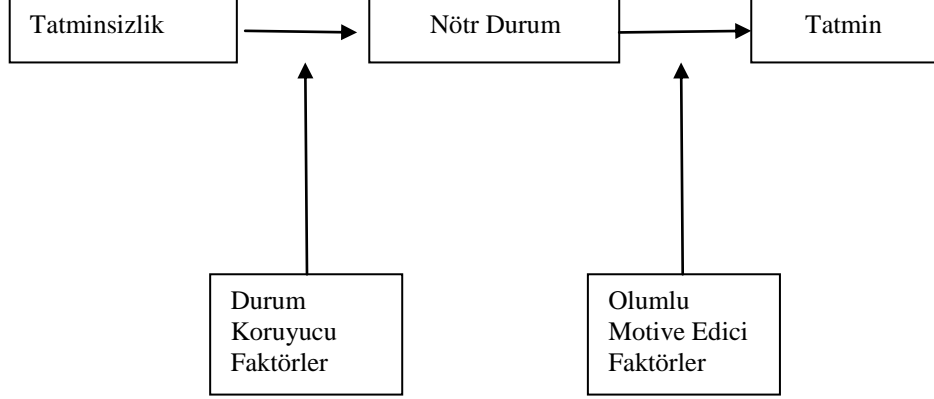 Tatminsizlik
Nötr Durum
Tatmin
Durum
Koruyucu
Faktörler
Olumlu
Motive Edici
Faktörler